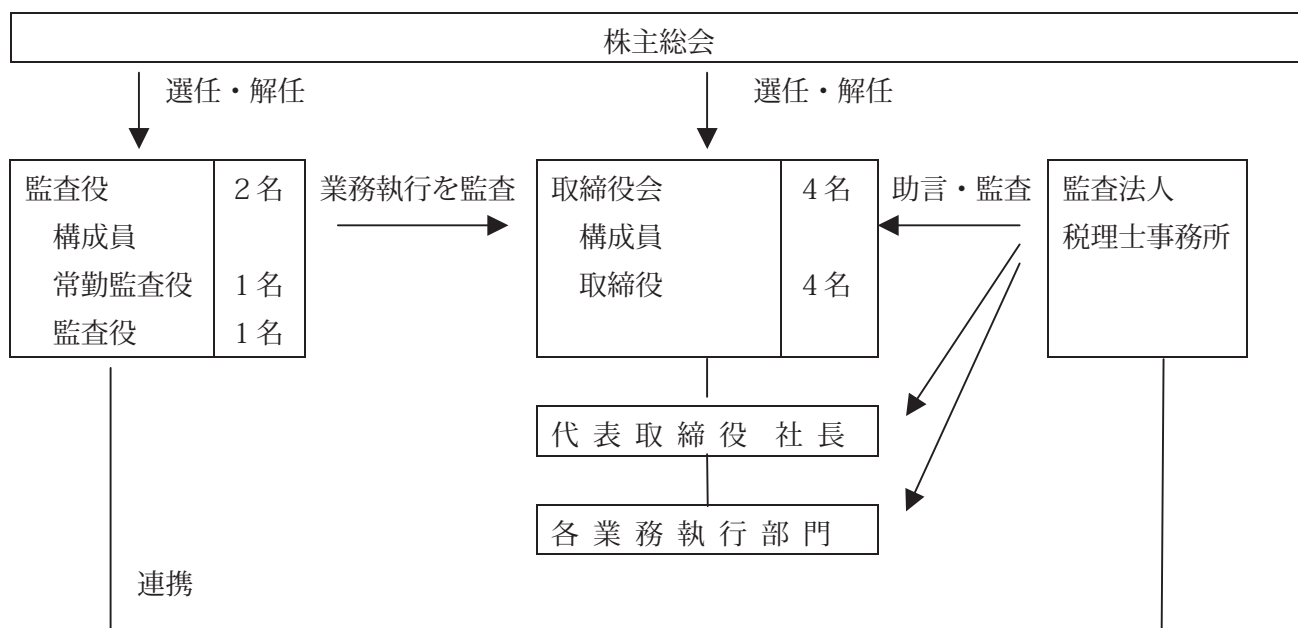 株主総会
選任・解任
選任・解任
監査役 2名
構成員
常勤監査役 1名
監査役 1名
業務執行を監査
取締役会 4名
構成員
取締役 4名
助言・監査
監査法人
税理士事務所
代表取締役 社長
各業務執行部門
連携